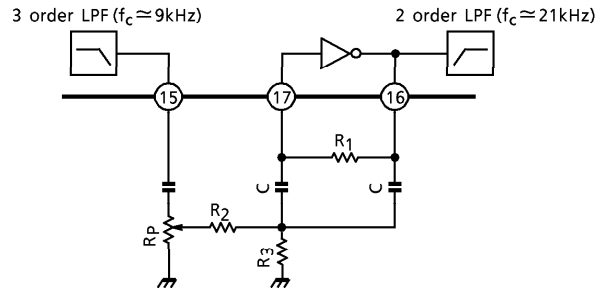 3 order LPF (fc≃9kHz)
2 order LPF (fc≃21kHz)
15
17
16
R1
C
C
R2
RP
R3